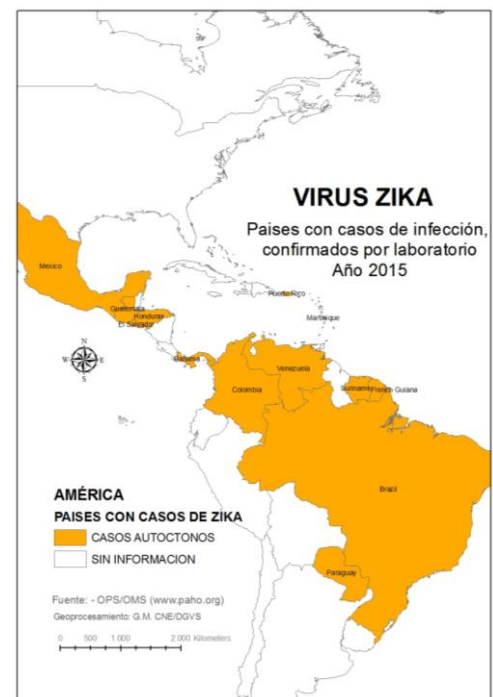 VIRUS ZIKA
Paises con casos de infección,
confirmados por laboratorio
Año 2015
Mexico
Puerto Rico
Guatemala
Honduras
Martinique
El Salvador
N
W
E
S
Panama
Venezuela
Colombia
Suriname
French Guiana
Brazil
AMÉRICA
PAISES CON CASOS DE ZIKA
CASOS AUTOCTONOS
SIN INFORMACION
Paraguay
Fuente: - OPS/OMS (www.paho.org)
Geoprocesamiento: G.M. CNE/DGVS
0 500 1 000 2 000 Kilometers